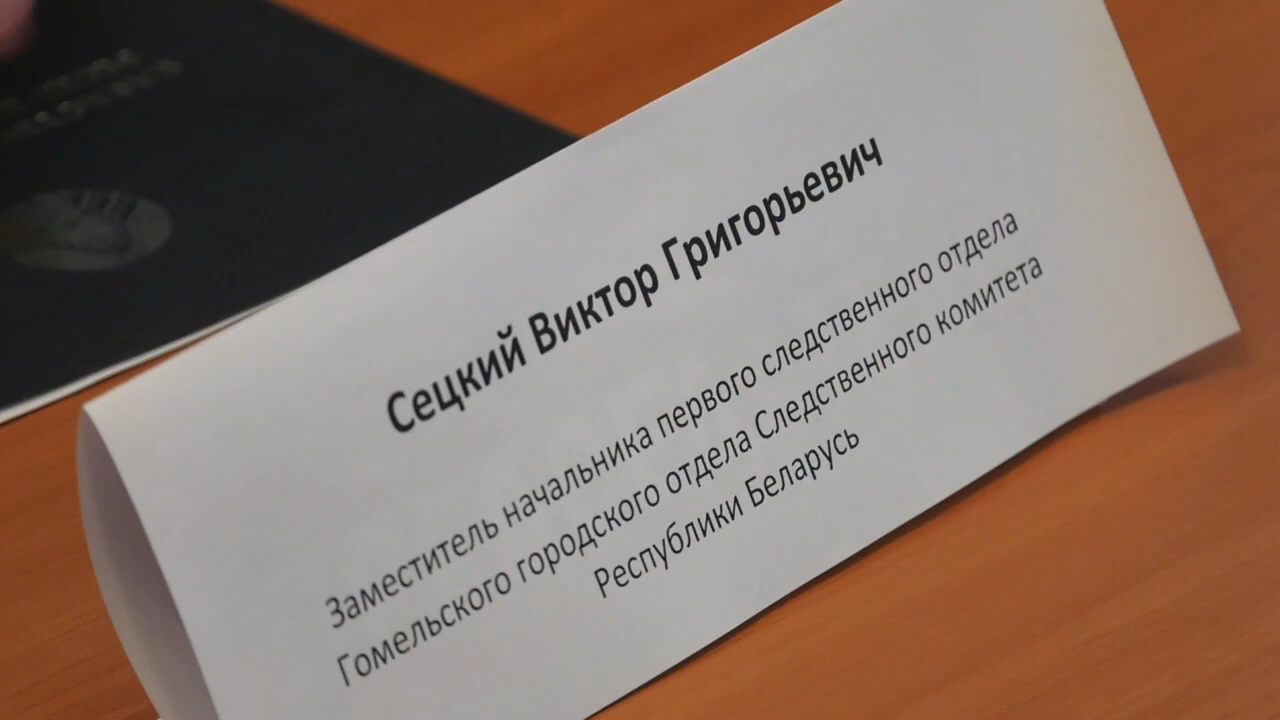 Сецкий Виктор Григорьевич
Заместитель начальника первого следственного отдела
Гомельского городского отдела Следственного комитета
Республики Беларусь